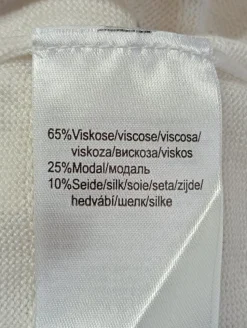 65%Viskose/viscose/viscosa/
viskoza/вискоза/viskos
25%Modal/модаль
10%Seide/silk/soie/seta/zijde/
hedvábí/шелк/silke